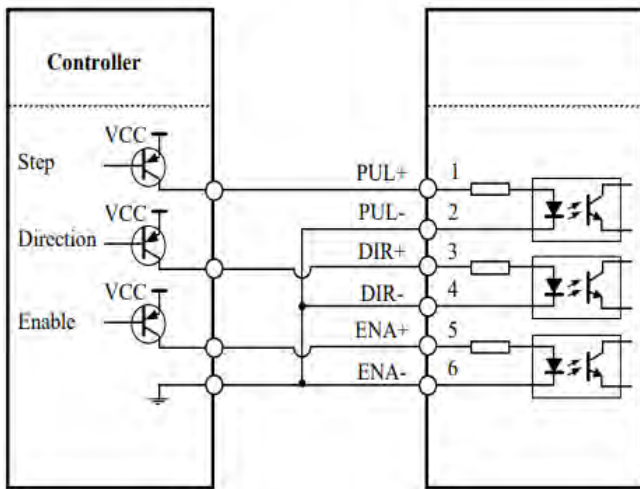 Controller
VCC
Step
PUL+ 1
VCC
PUL- 2
Direction
DIR+ 3
VCC
DIR- 4
Enable
ENA+ 5
ENA- 6